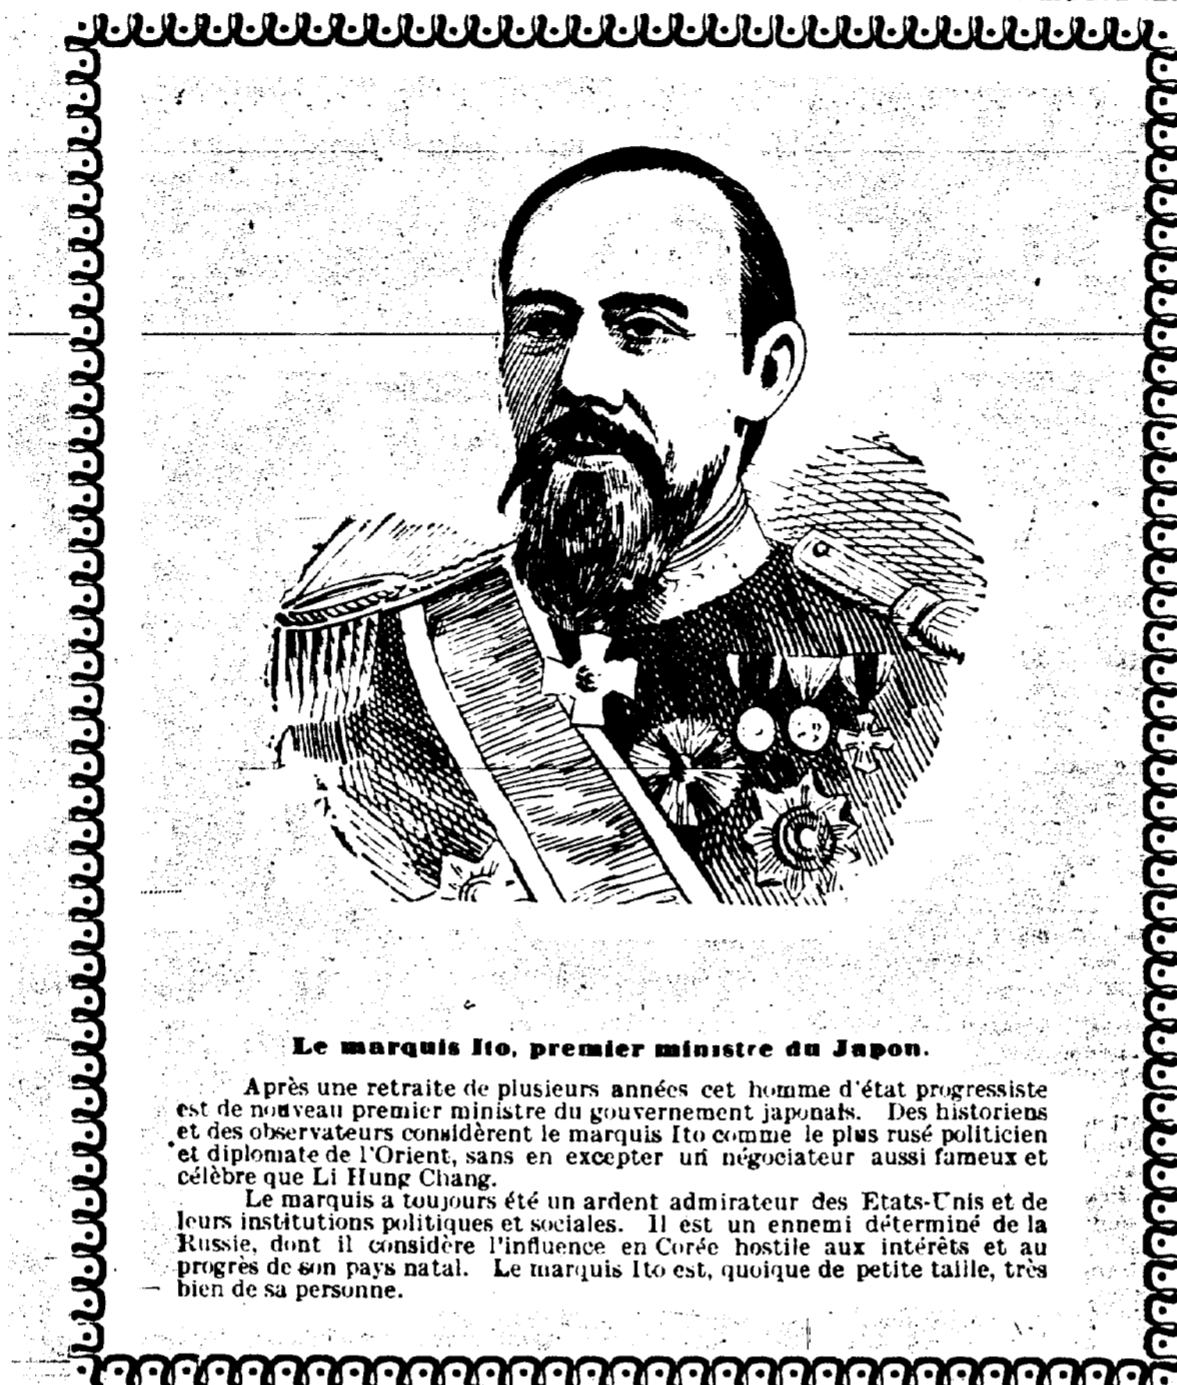 Le marquis Ito, premier ministre du Japon.
Après une retraite de plusieurs années cet homme d'état progressiste
est de nouveau premier ministre du gouvernement japonais. Des historiens
et des observateurs considèrent le marquis Ito comme le plus rusé politicien
et diplomate de l'Orient, sans en excepter un négociateur aussi fameux et
célèbre que Li Hung Chang.
Le marquis a toujours été un ardent admirateur des Etats-Unis et de
leurs institutions politiques et sociales. Il est un ennemi déterminé de la
Russie, dont il considère l'influence en Corée hostile aux intérêts et au
progrès de son pays natal. Le marquis Ito est, quoique de petite taille, très
bien de sa personne.